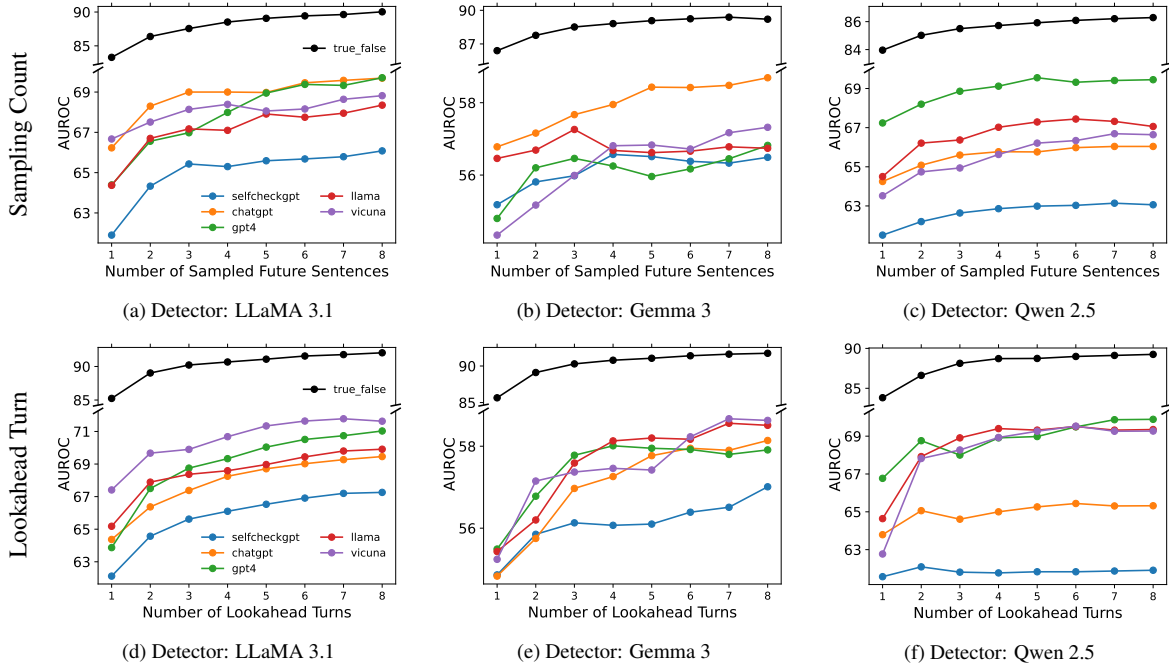 Sampling Count
AUROC
90
85
69
67
65
63
true_false
selfcheckgpt
chatgpt
gpt4
llama
vicuna
1 2 3 4 5 6 7 8
Number of Sampled Future Sentences
(a) Detector: LLaMA 3.1
90
87
58
56
AUROC
1 2 3 4 5 6 7 8
Number of Sampled Future Sentences
(b) Detector: Gemma 3
86
84
69
67
65
63
AUROC
1 2 3 4 5 6 7 8
Number of Sampled Future Sentences
(c) Detector: Qwen 2.5
Lookahead Turn
AUROC
90
85
71
69
67
65
63
true_false
selfcheckgpt
chatgpt
gpt4
llama
vicuna
1 2 3 4 5 6 7 8
Number of Lookahead Turns
(d) Detector: LLaMA 3.1
90
85
58
56
AUROC
1 2 3 4 5 6 7 8
Number of Lookahead Turns
(e) Detector: Gemma 3
90
85
69
67
65
63
AUROC
1 2 3 4 5 6 7 8
Number of Lookahead Turns
(f) Detector: Qwen 2.5